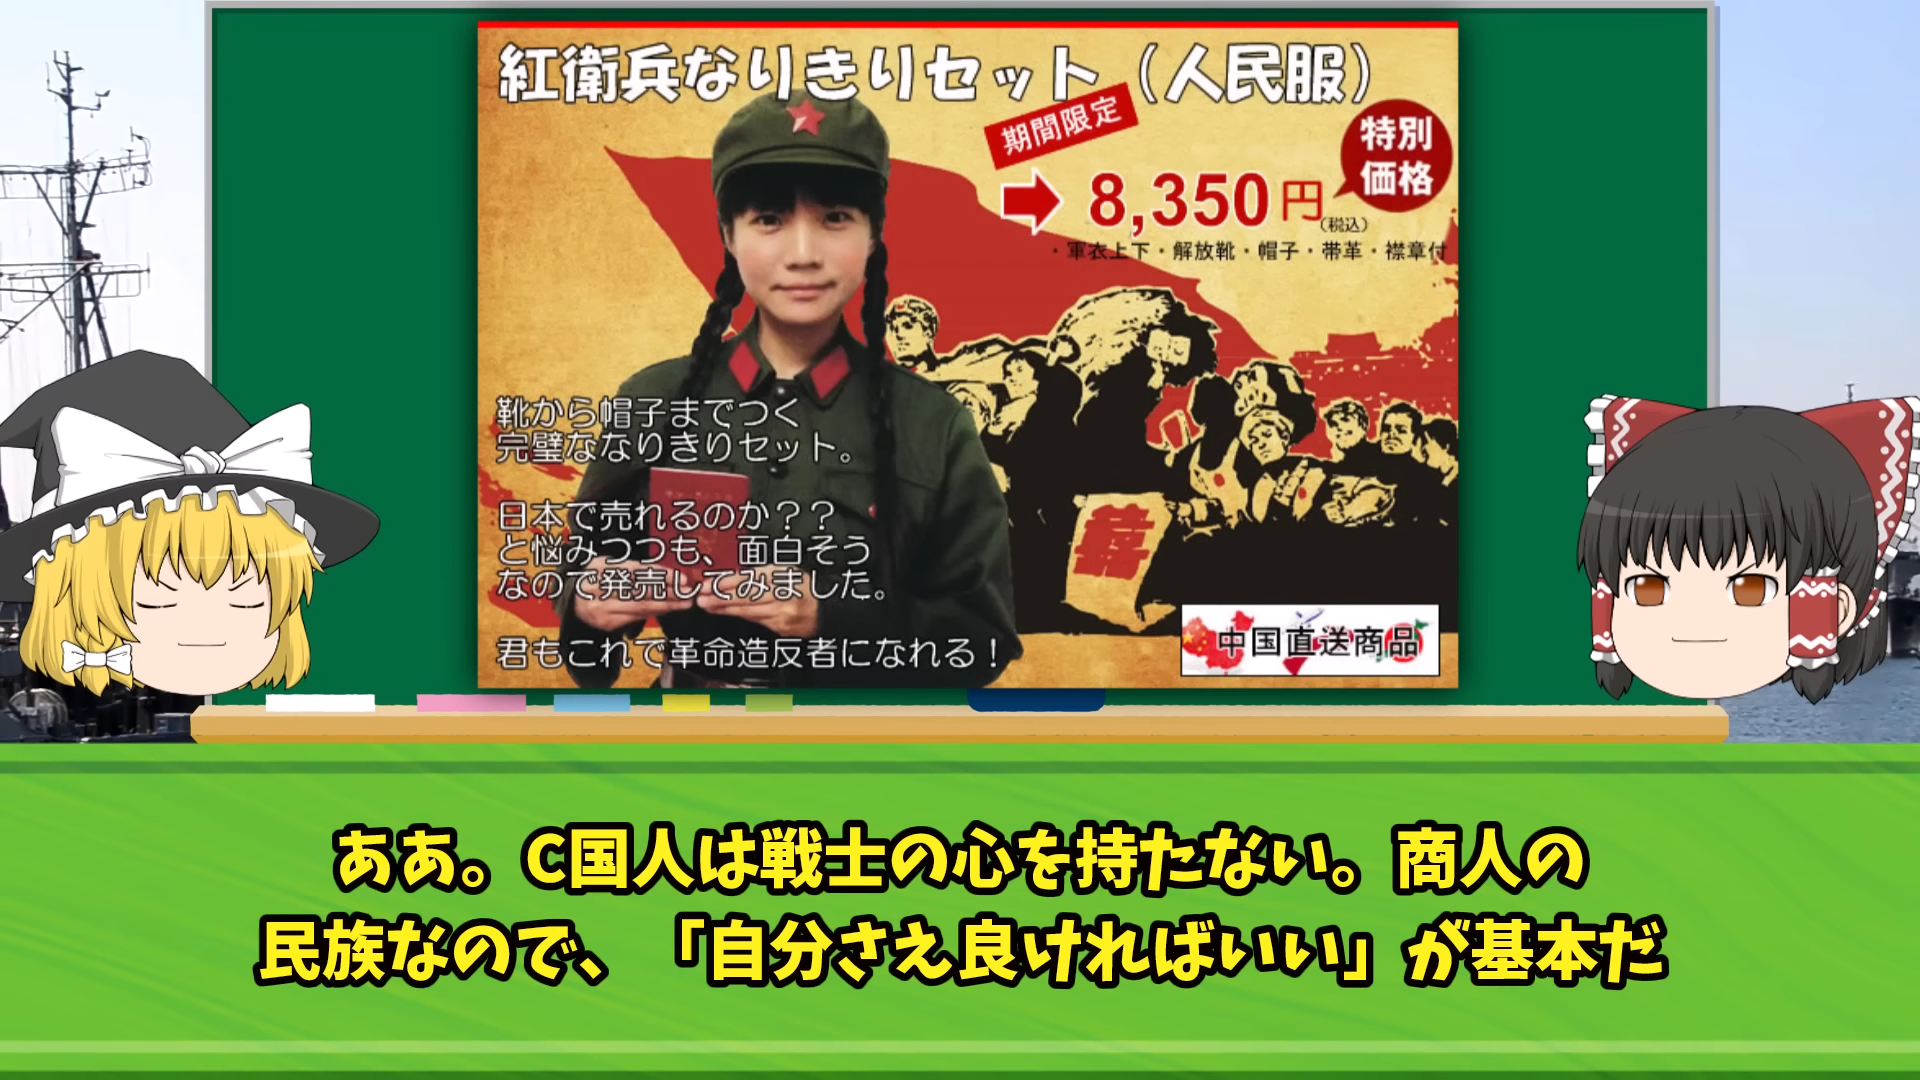 紅衛兵なりきりセット（人民服）
期間限定
特別
価格
8,350円
（税込）
・軍衣上下・解放靴・帽子・帯革・襟章付
靴から帽子までつく
完璧ななりきりセット。
日本で売れるのか？？
と悩みつつも、面白そう
なので発売してみました。
君もこれで革命造反者になれる！
中国直送商品
ああ。C国人は戦士の心を持たない。商人の
民族なので、「自分さえ良ければいい」が基本だ